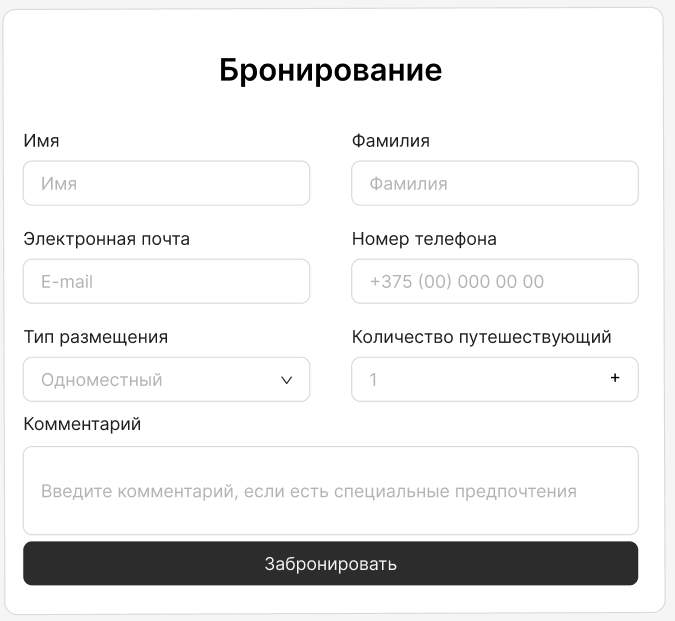 Бронирование
Имя
Фамилия
Имя
Фамилия
Электронная почта
Номер телефона
E-mail
+375 (00) 000 00 00
Тип размещения
Количество путешествующий
Одноместный
1 +
Комментарий
Введите комментарий, если есть специальные предпочтения
Забронировать